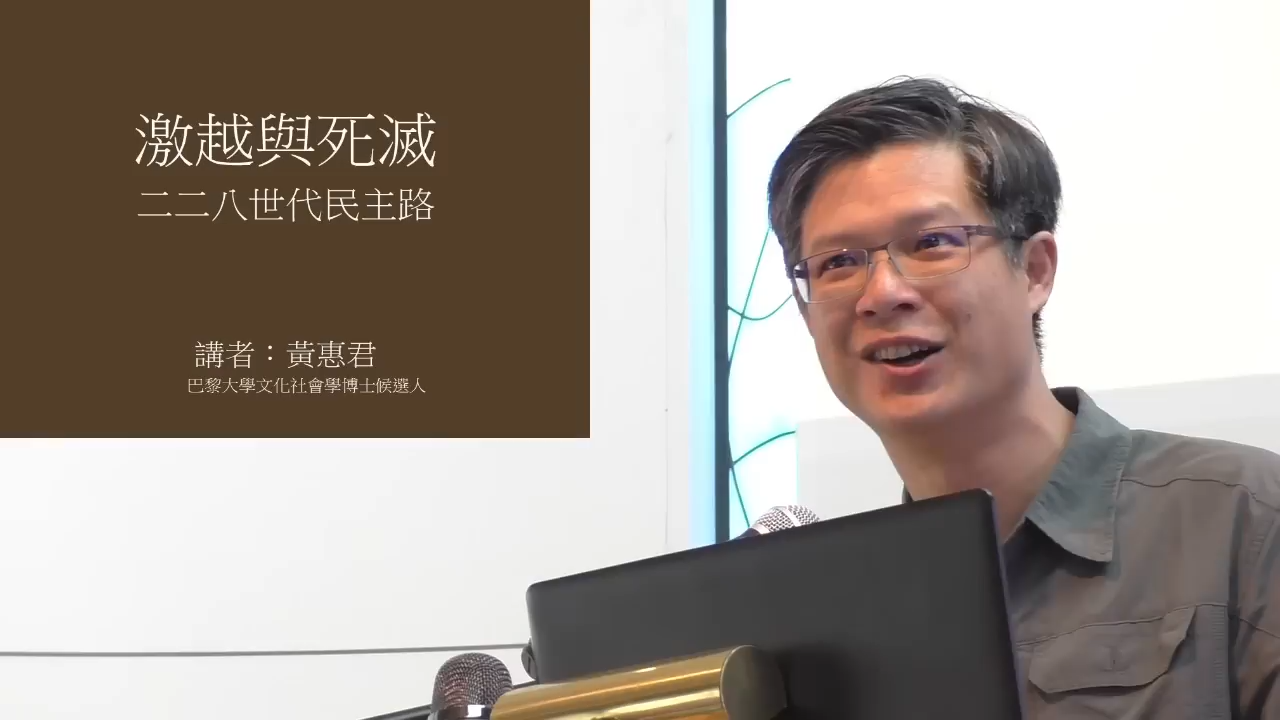 激越與死滅
二二八世代民主路
講者：黃惠君
巴黎大學文化社會學博士候選人